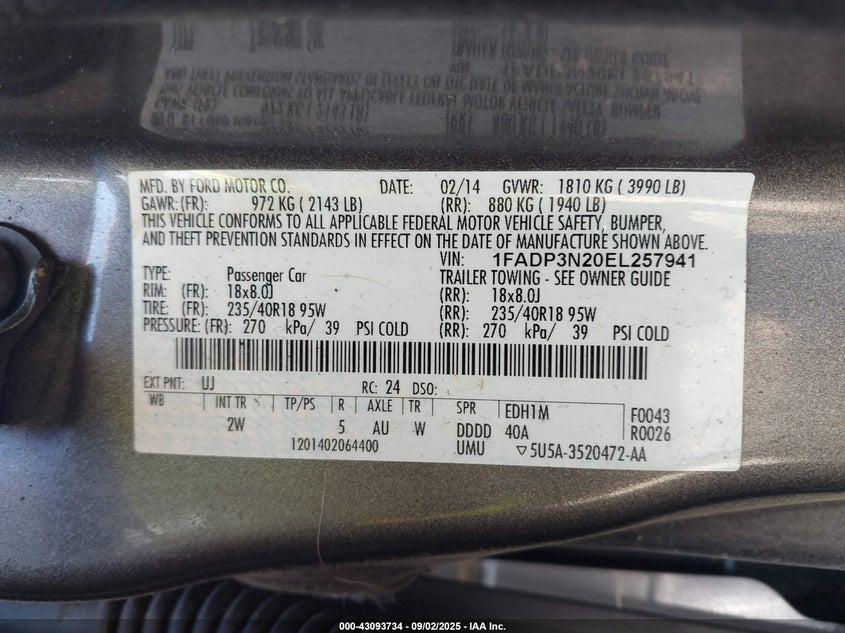 MFD. BY FORD MOTOR CO. DATE: 02/14 GVWR: 1810 KG ( 3990 LB)
GAWR: (FR): 972 KG ( 2143 LB) (RR): 880 KG ( 1940 LB)
THIS VEHICLE CONFORMS TO ALL APPLICABLE FEDERAL MOTOR VEHICLE SAFETY, BUMPER,
AND THEFT PREVENTION STANDARDS IN EFFECT ON THE DATE OF MANUFACTURE SHOWN ABOVE.
VIN: 1FADP3N20EL257941
TYPE: Passenger Car TRAILER TOWING - SEE OWNER GUIDE
RIM: (FR): 18x8.0J (RR): 18x8.0J
TIRE: (FR): 235/40R18 95W (RR): 235/40R18 95W
PRESSURE: (FR): 270 kPa/ 39 PSI COLD (RR): 270 kPa/ 39 PSI COLD
EXT PNT: UJ RC: 24 DSO:
WB INT TR TP/PS R AXLE TR SPR EDH1M F0043
2W 5 AU W DDDD 40A R0026
1201402064400 UMU ▽5U5A-3520472-AA
000-43093734 - 09/02/2025 - IAA Inc.